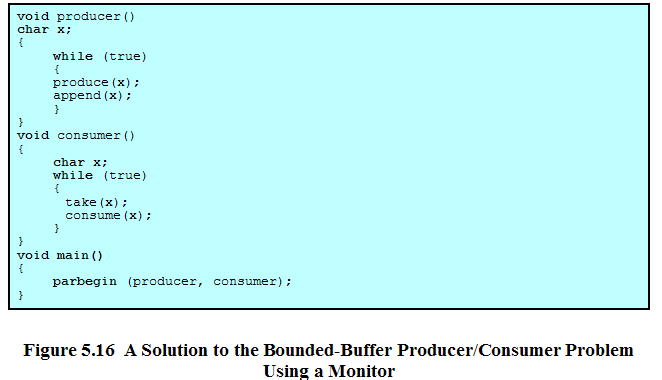 void producer()
char x;
{
while (true)
{
produce(x);
append(x);
}
}
void consumer()
{
char x;
while (true)
{
take(x);
consume(x);
}
}
void main()
{
parbegin (producer, consumer);
}
Figure 5.16 A Solution to the Bounded-Buffer Producer/Consumer Problem
Using a Monitor